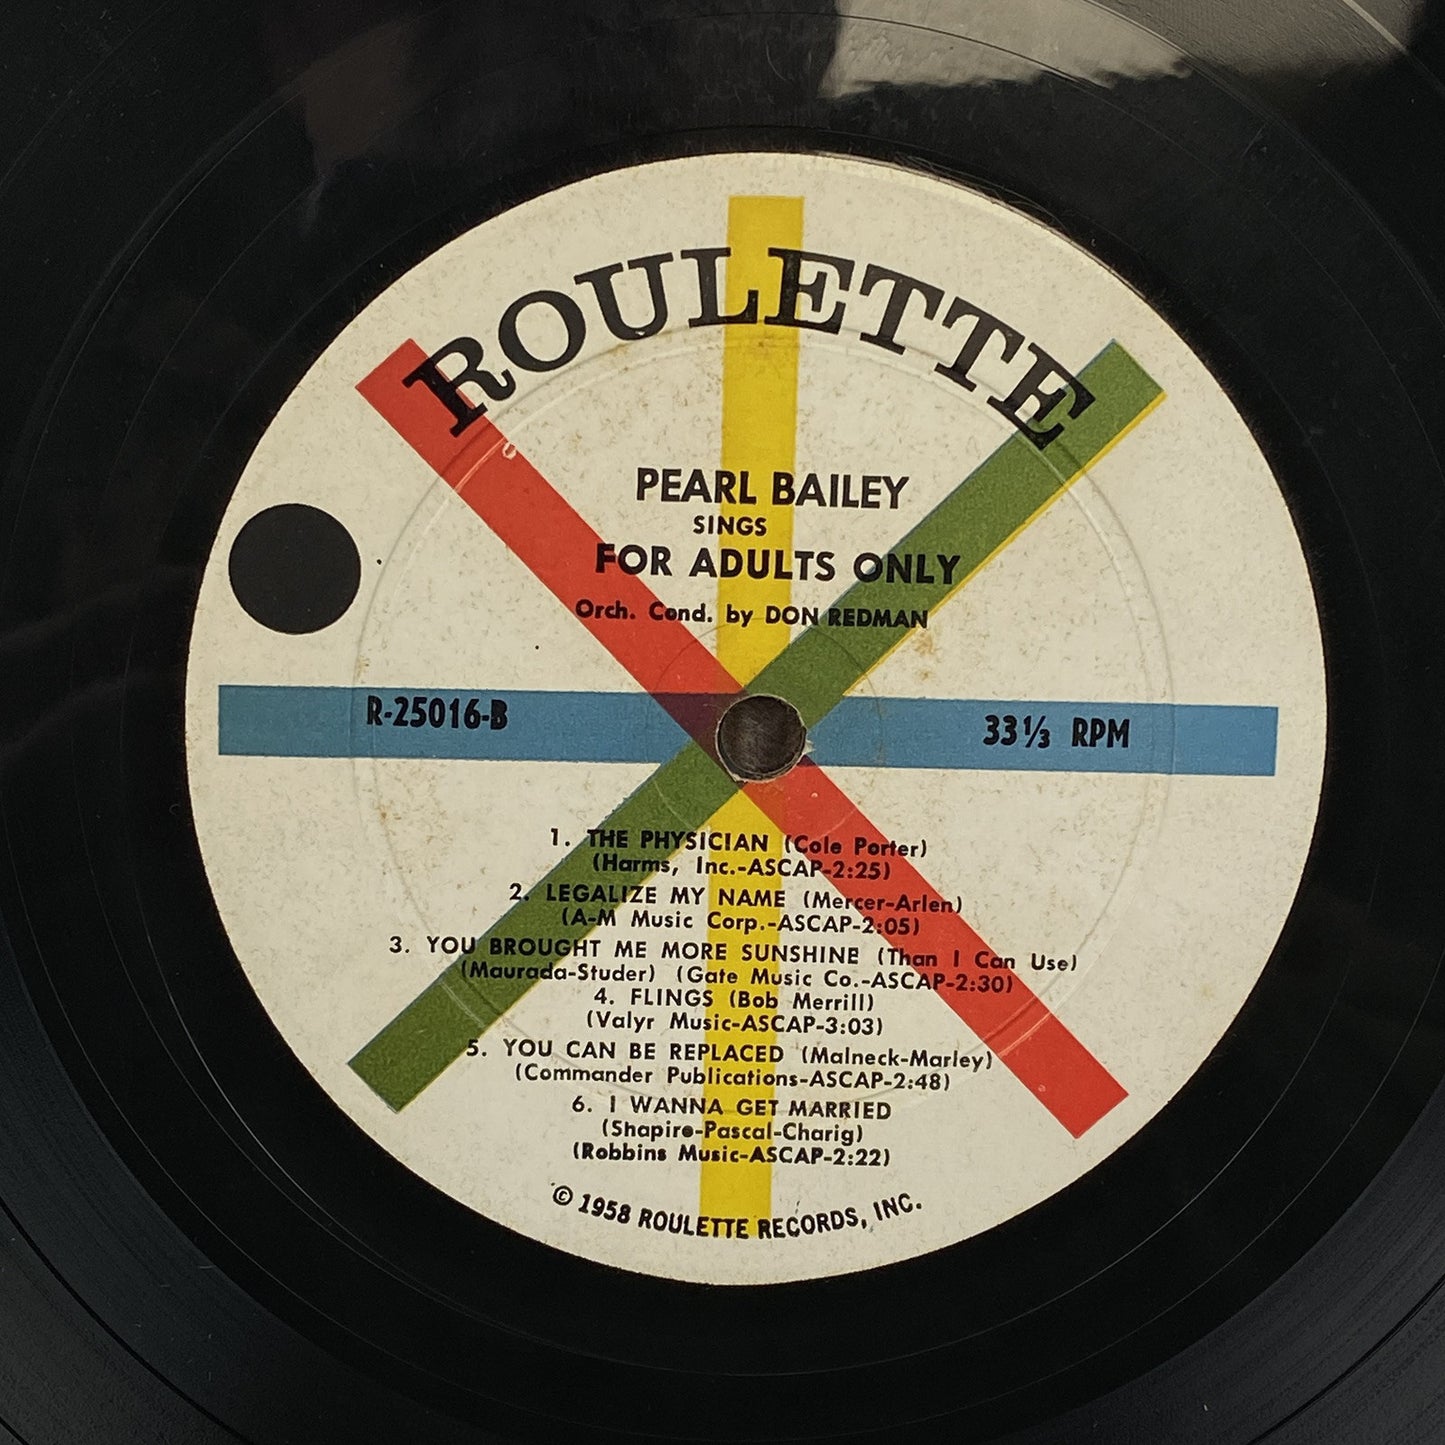 ROULETTE
PEARL BAILEY
SINGS
FOR ADULTS ONLY
Orch. Cond. by DON REDMAN
R-25016-B
33⅓ RPM
1. THE PHYSICIAN (Cole Porter)
(Harms, Inc.-ASCAP-2:25)
2. LEGALIZE MY NAME (Mercer-Arlen)
(A-M Music Corp.-ASCAP-2:05)
3. YOU BROUGHT ME MORE SUNSHINE (Than I Can Use)
(Maurada-Studer) (Gate Music Co.-ASCAP-2:30)
4. FLINGS (Bob Merrill)
(Valyr Music-ASCAP-3:03)
5. YOU CAN BE REPLACED (Malneck-Marley)
(Commander Publications-ASCAP-2:48)
6. I WANNA GET MARRIED
(Shapiro-Pascal-Charig)
(Robbins Music-ASCAP-2:22)
© 1958 ROULETTE RECORDS, INC.